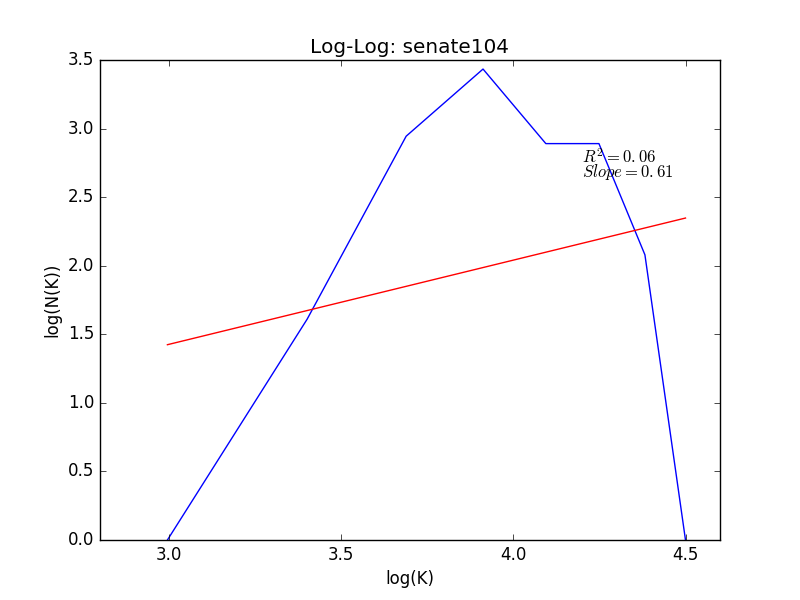 Log-Log: senate104
3.5
3.0
2.5
2.0
1.5
1.0
0.5
0.0
log(N(K))
R² = 0.06
Slope = 0.61
3.0 3.5 4.0 4.5
log(K)